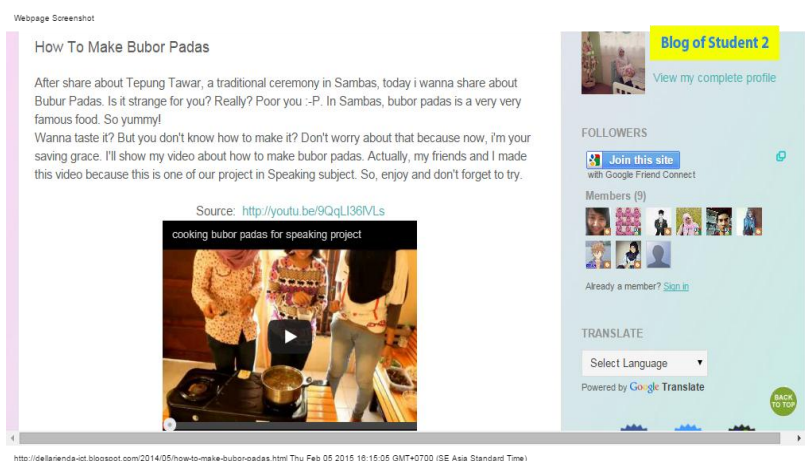 Webpage Screenshot
How To Make Bubor Padas
After share about Tepung Tawar, a traditional ceremony in Sambas, today i wanna share about
Bubur Padas. Is it strange for you? Really? Poor you :-P. In Sambas, bubor padas is a very very
famous food. So yummy!
Wanna taste it? But you don't know how to make it? Don't worry about that because now, i'm your
saving grace. I'll show my video about how to make bubor padas. Actually, my friends and I made
this video because this is one of our project in Speaking subject. So, enjoy and don't forget to try.
Source: http://youtu.be/9QqLI36lVLs
cooking bubor padas for speaking project
Blog of Student 2
View my complete profile
FOLLOWERS
Join this site
with Google Friend Connect
Members (9)
Already a member? Sign in
TRANSLATE
Select Language
Powered by Google Translate
BACK
TO TOP
http://dellarienda-ict.blogspot.com/2014/05/how-to-make-bubor-padas.html Thu Feb 05 2015 16:15:05 GMT+0700 (SE Asia Standard Time)